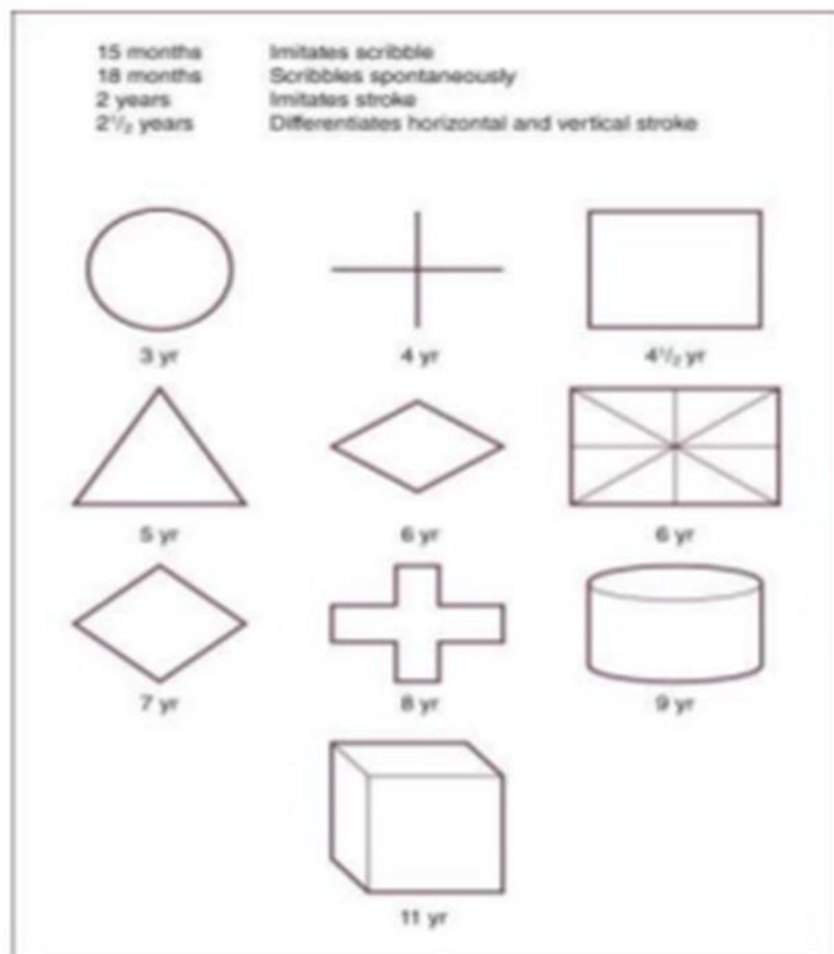 15 months Imitates scribble
18 months Scribbles spontaneously
2 years Imitates stroke
2¹/₂ years Differentiates horizontal and vertical stroke
3 yr 4 yr 4¹/₂ yr
5 yr 6 yr 6 yr
7 yr 8 yr 9 yr
11 yr